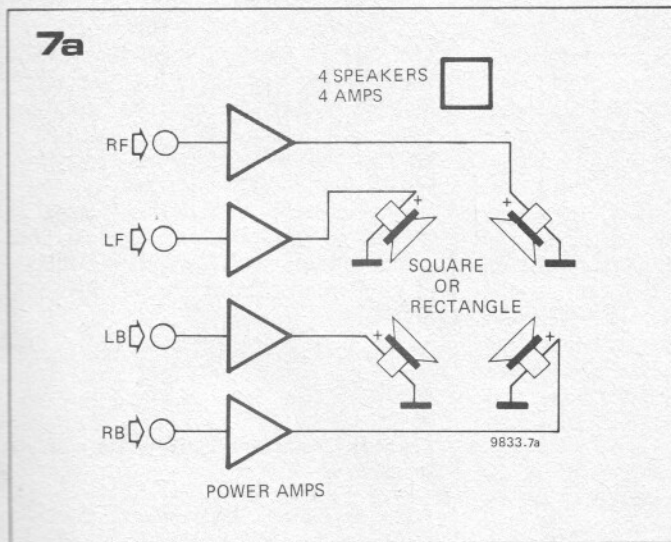 7a
4 SPEAKERS
4 AMPS
RF
+
+
LF
SQUARE
OR
RECTANGLE
LB
+
+
RB
9833.7a
POWER AMPS